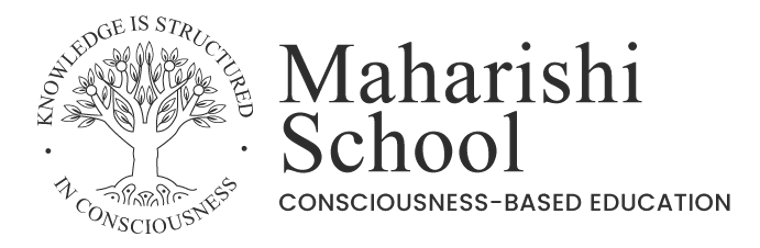 KNOWLEDGE IS STRUCTURED
IN CONSCIOUSNESS
Maharishi
School
CONSCIOUSNESS-BASED EDUCATION